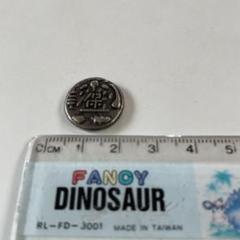 CM 1 2 3 4 5
FANCY
DINOSAUR
RL-FD-3001 MADE IN TAIWAN